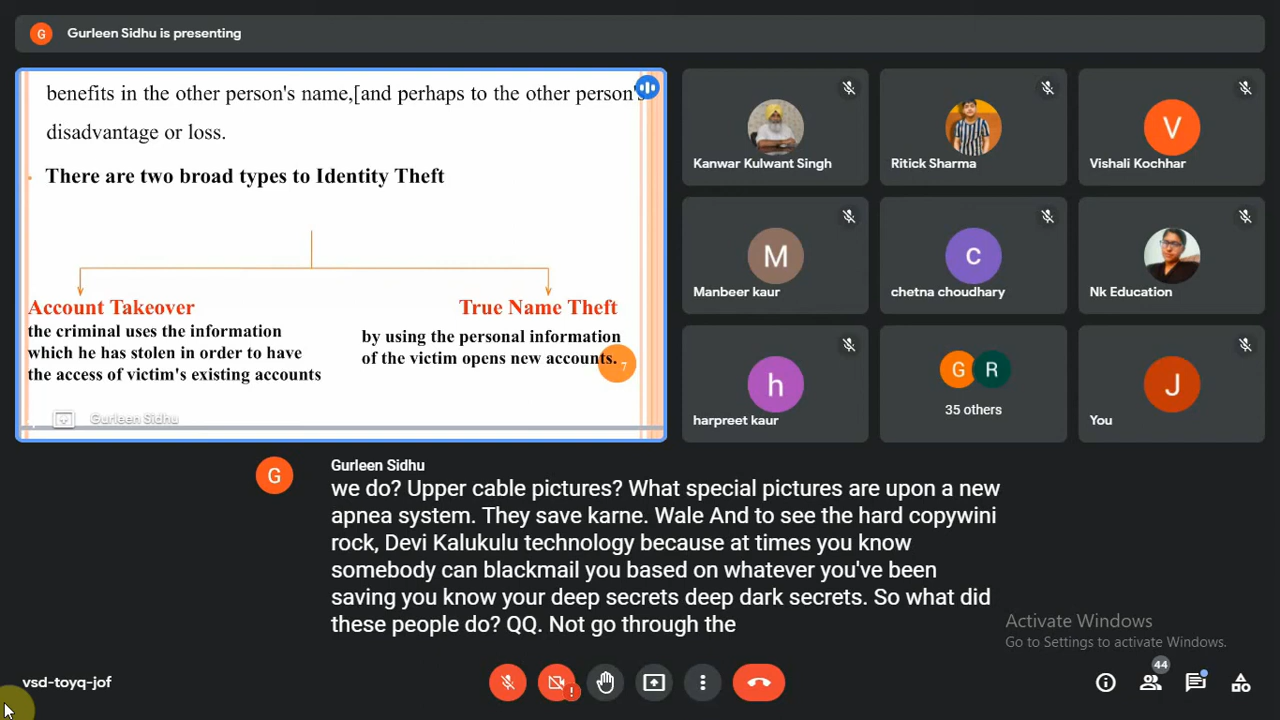 G Gurleen Sidhu is presenting
benefits in the other person's name,[and perhaps to the other person's
disadvantage or loss.
There are two broad types to Identity Theft
Account Takeover
the criminal uses the information
which he has stolen in order to have
the access of victim's existing accounts
True Name Theft
by using the personal information
of the victim opens new accounts.
7
Gurleen Sidhu
Kanwar Kulwant Singh
Ritick Sharma
V
Vishali Kochhar
M
Manbeer kaur
c
chetna choudhary
Nk Education
h
harpreet kaur
G R
35 others
J
You
G
Gurleen Sidhu
we do? Upper cable pictures? What special pictures are upon a new
apnea system. They save karne. Wale And to see the hard copywini
rock, Devi Kalukulu technology because at times you know
somebody can blackmail you based on whatever you've been
saving you know your deep secrets deep dark secrets. So what did
these people do? QQ. Not go through the
Activate Windows
Go to Settings to activate Windows.
vsd-toyq-jof
44